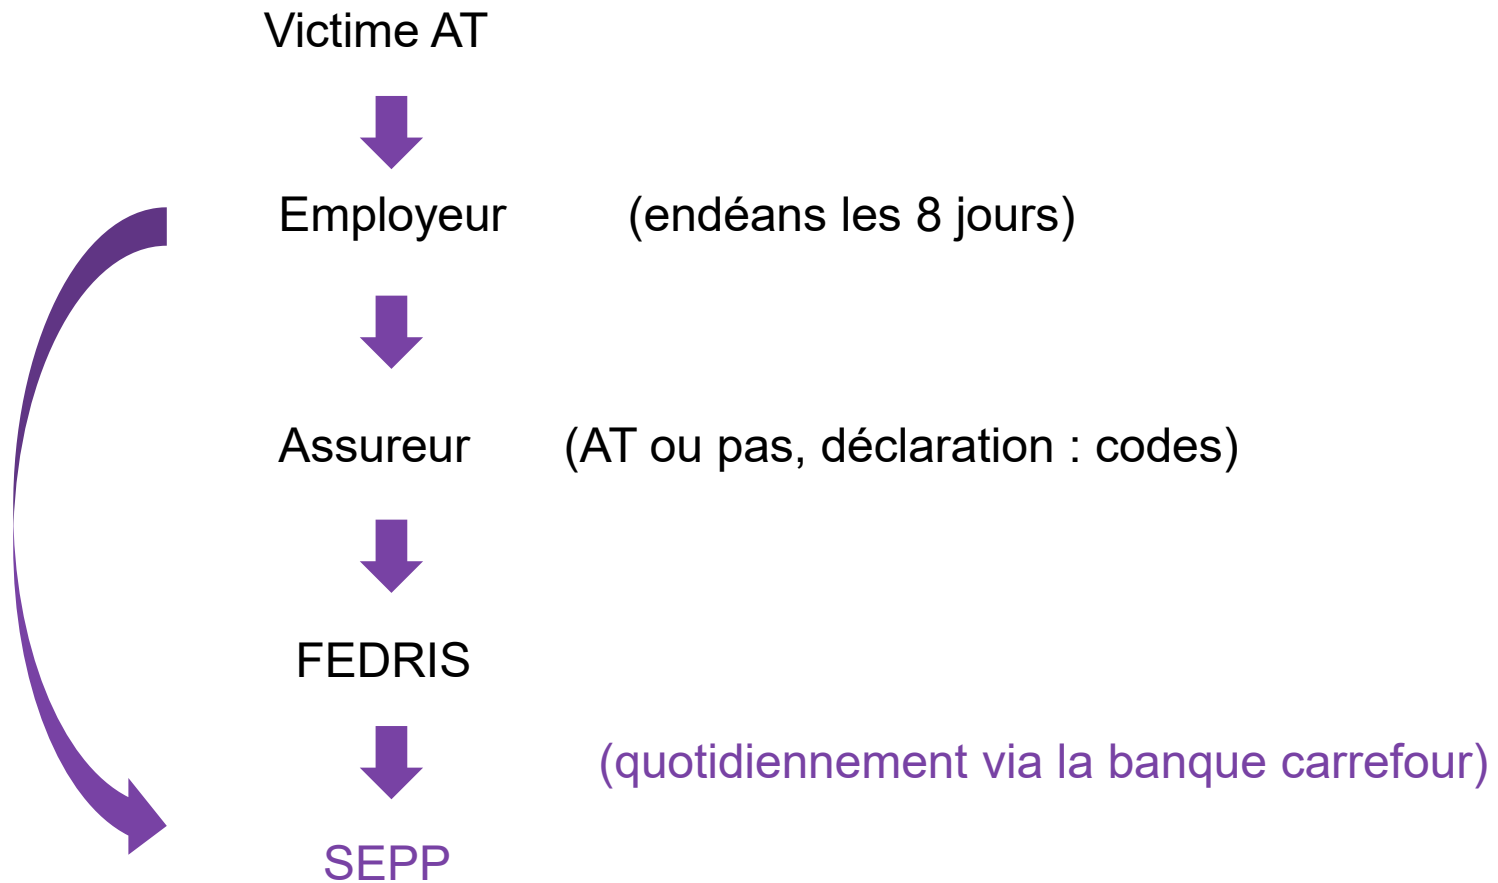 Victime AT
Employeur (endéans les 8 jours)
Assureur (AT ou pas, déclaration : codes)
FEDRIS
(quotidiennement via la banque carrefour)
SEPP